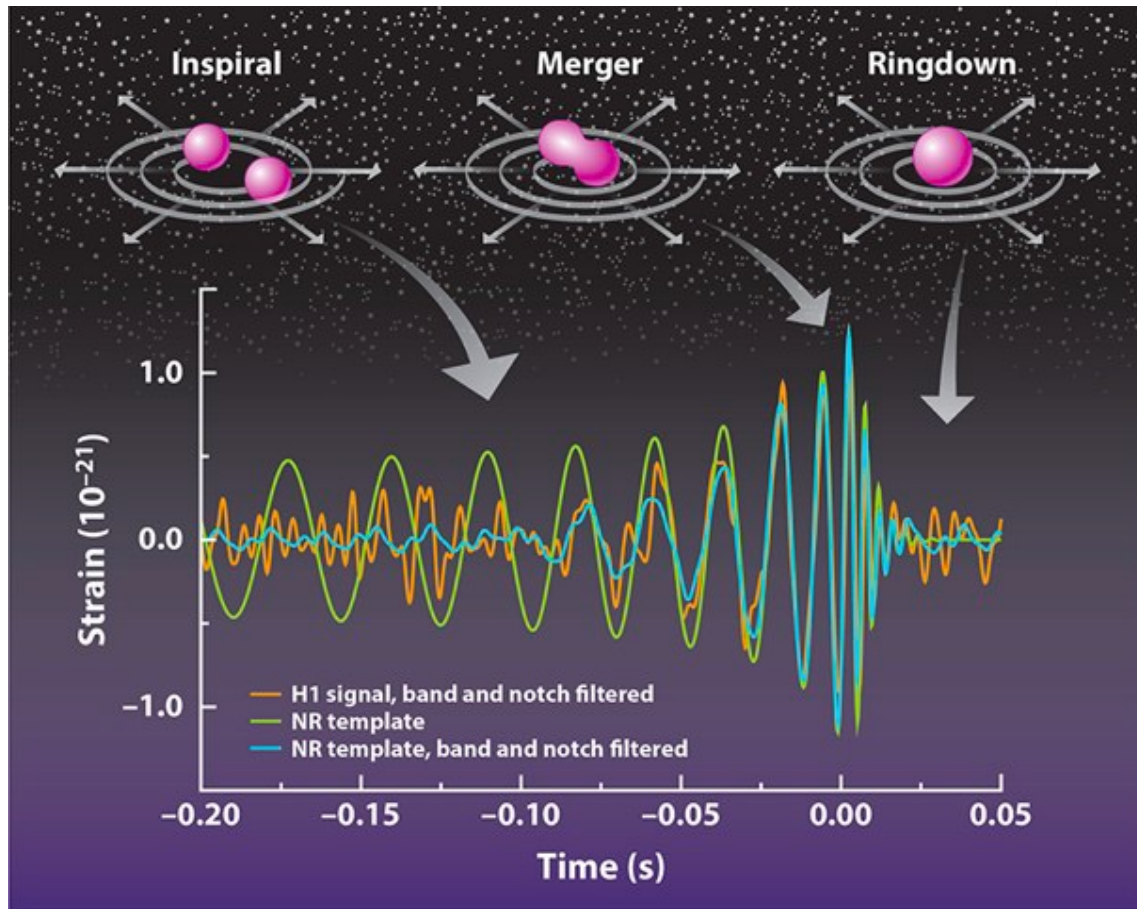 Inspiral
Merger
Ringdown
Strain (10⁻²¹)
1.0
0.0
–1.0
H1 signal, band and notch filtered
NR template
NR template, band and notch filtered
–0.20
–0.15
–0.10
–0.05
0.00
0.05
Time (s)